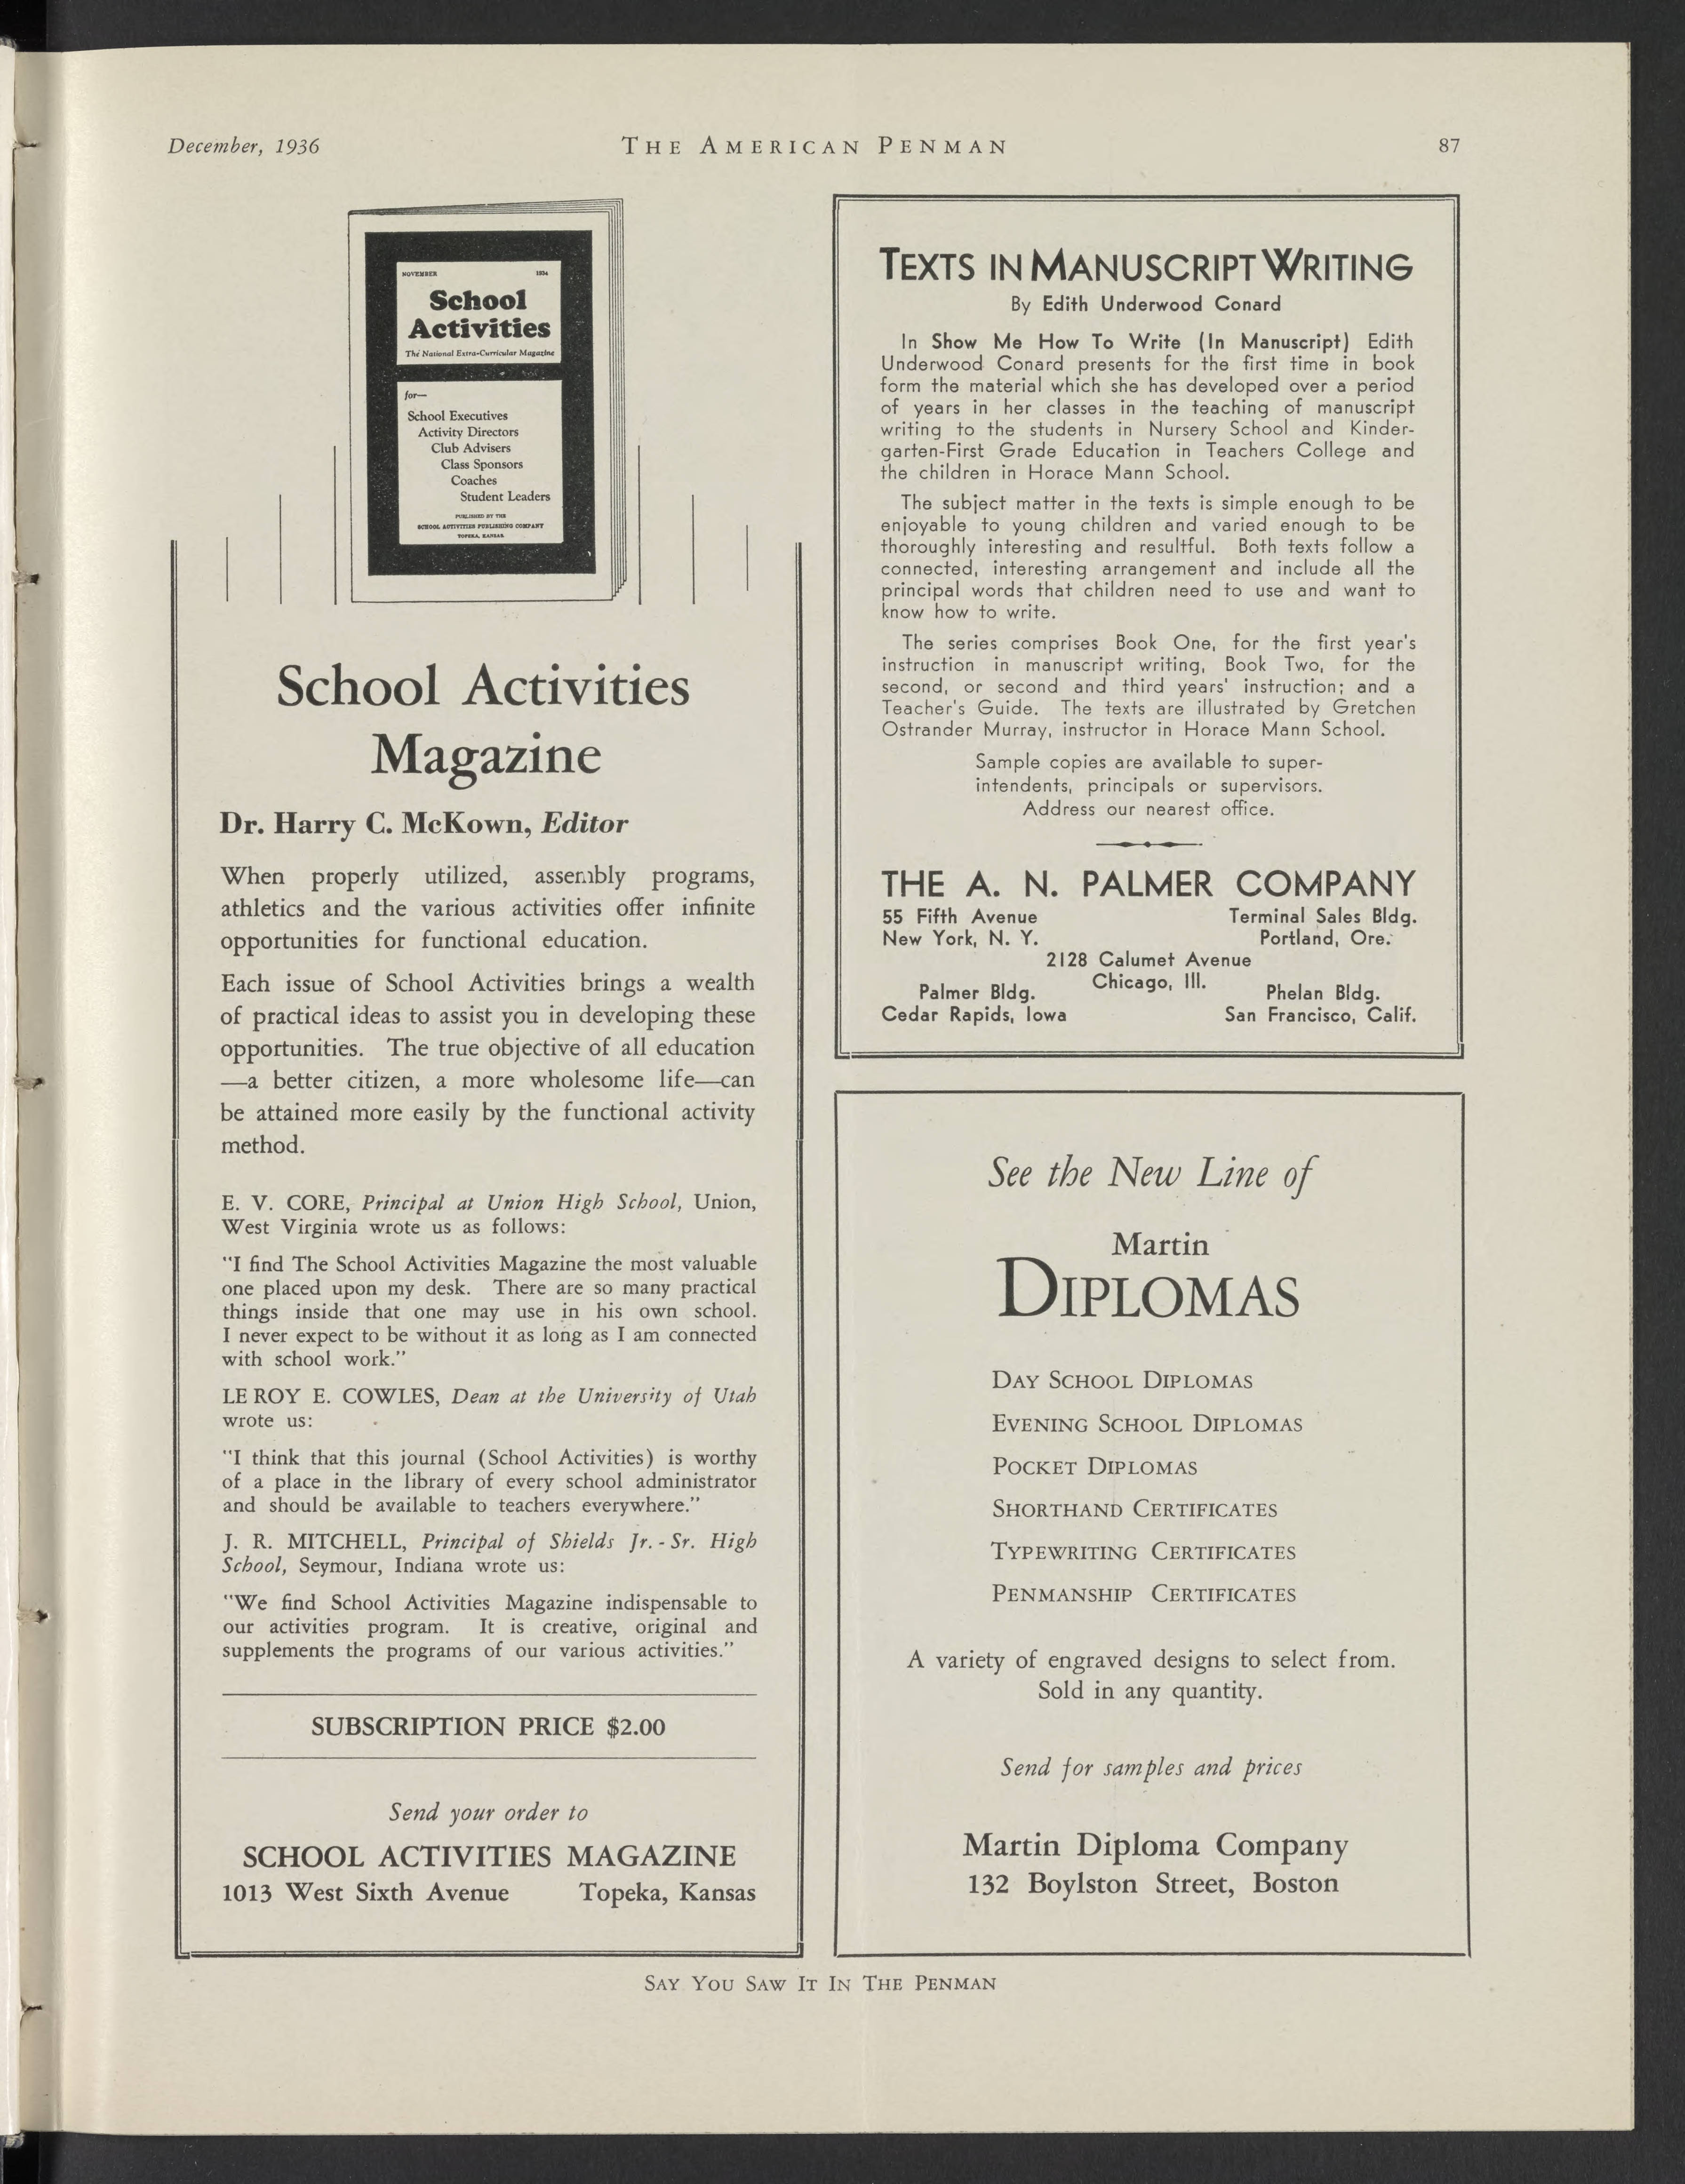 December, 1936
THE AMERICAN PENMAN
87
NOVEMBER 1934
School
Activities
The National Extra-Curricular Magazine
for—
School Executives
Activity Directors
Club Advisers
Class Sponsors
Coaches
Student Leaders
PUBLISHED BY THE
SCHOOL ACTIVITIES PUBLISHING COMPANY
TOPEKA, KANSAS
School Activities
Magazine
Dr. Harry C. McKown, Editor
When properly utilized, assembly programs,
athletics and the various activities offer infinite
opportunities for functional education.
Each issue of School Activities brings a wealth
of practical ideas to assist you in developing these
opportunities. The true objective of all education
—a better citizen, a more wholesome life—can
be attained more easily by the functional activity
method.
E. V. CORE, Principal at Union High School, Union,
West Virginia wrote us as follows:
"I find The School Activities Magazine the most valuable
one placed upon my desk. There are so many practical
things inside that one may use in his own school.
I never expect to be without it as long as I am connected
with school work."
LE ROY E. COWLES, Dean at the University of Utah
wrote us:
"I think that this journal (School Activities) is worthy
of a place in the library of every school administrator
and should be available to teachers everywhere."
J. R. MITCHELL, Principal of Shields Jr. - Sr. High
School, Seymour, Indiana wrote us:
"We find School Activities Magazine indispensable to
our activities program. It is creative, original and
supplements the programs of our various activities."
SUBSCRIPTION PRICE $2.00
Send your order to
SCHOOL ACTIVITIES MAGAZINE
1013 West Sixth Avenue Topeka, Kansas
TEXTS IN MANUSCRIPT WRITING
By Edith Underwood Conard
In Show Me How To Write (In Manuscript) Edith
Underwood Conard presents for the first time in book
form the material which she has developed over a period
of years in her classes in the teaching of manuscript
writing to the students in Nursery School and Kinder-
garten-First Grade Education in Teachers College and
the children in Horace Mann School.
The subject matter in the texts is simple enough to be
enjoyable to young children and varied enough to be
thoroughly interesting and resultful. Both texts follow a
connected, interesting arrangement and include all the
principal words that children need to use and want to
know how to write.
The series comprises Book One, for the first year's
instruction in manuscript writing, Book Two, for the
second, or second and third years' instruction; and a
Teacher's Guide. The texts are illustrated by Gretchen
Ostrander Murray, instructor in Horace Mann School.
Sample copies are available to super-
intendents, principals or supervisors.
Address our nearest office.
THE A. N. PALMER COMPANY
55 Fifth Avenue Terminal Sales Bldg.
New York, N. Y. Portland, Ore.
2128 Calumet Avenue
Chicago, Ill.
Palmer Bldg. Phelan Bldg.
Cedar Rapids, Iowa San Francisco, Calif.
See the New Line of
Martin
DIPLOMAS
DAY SCHOOL DIPLOMAS
EVENING SCHOOL DIPLOMAS
POCKET DIPLOMAS
SHORTHAND CERTIFICATES
TYPEWRITING CERTIFICATES
PENMANSHIP CERTIFICATES
A variety of engraved designs to select from.
Sold in any quantity.
Send for samples and prices
Martin Diploma Company
132 Boylston Street, Boston
SAY YOU SAW IT IN THE PENMAN